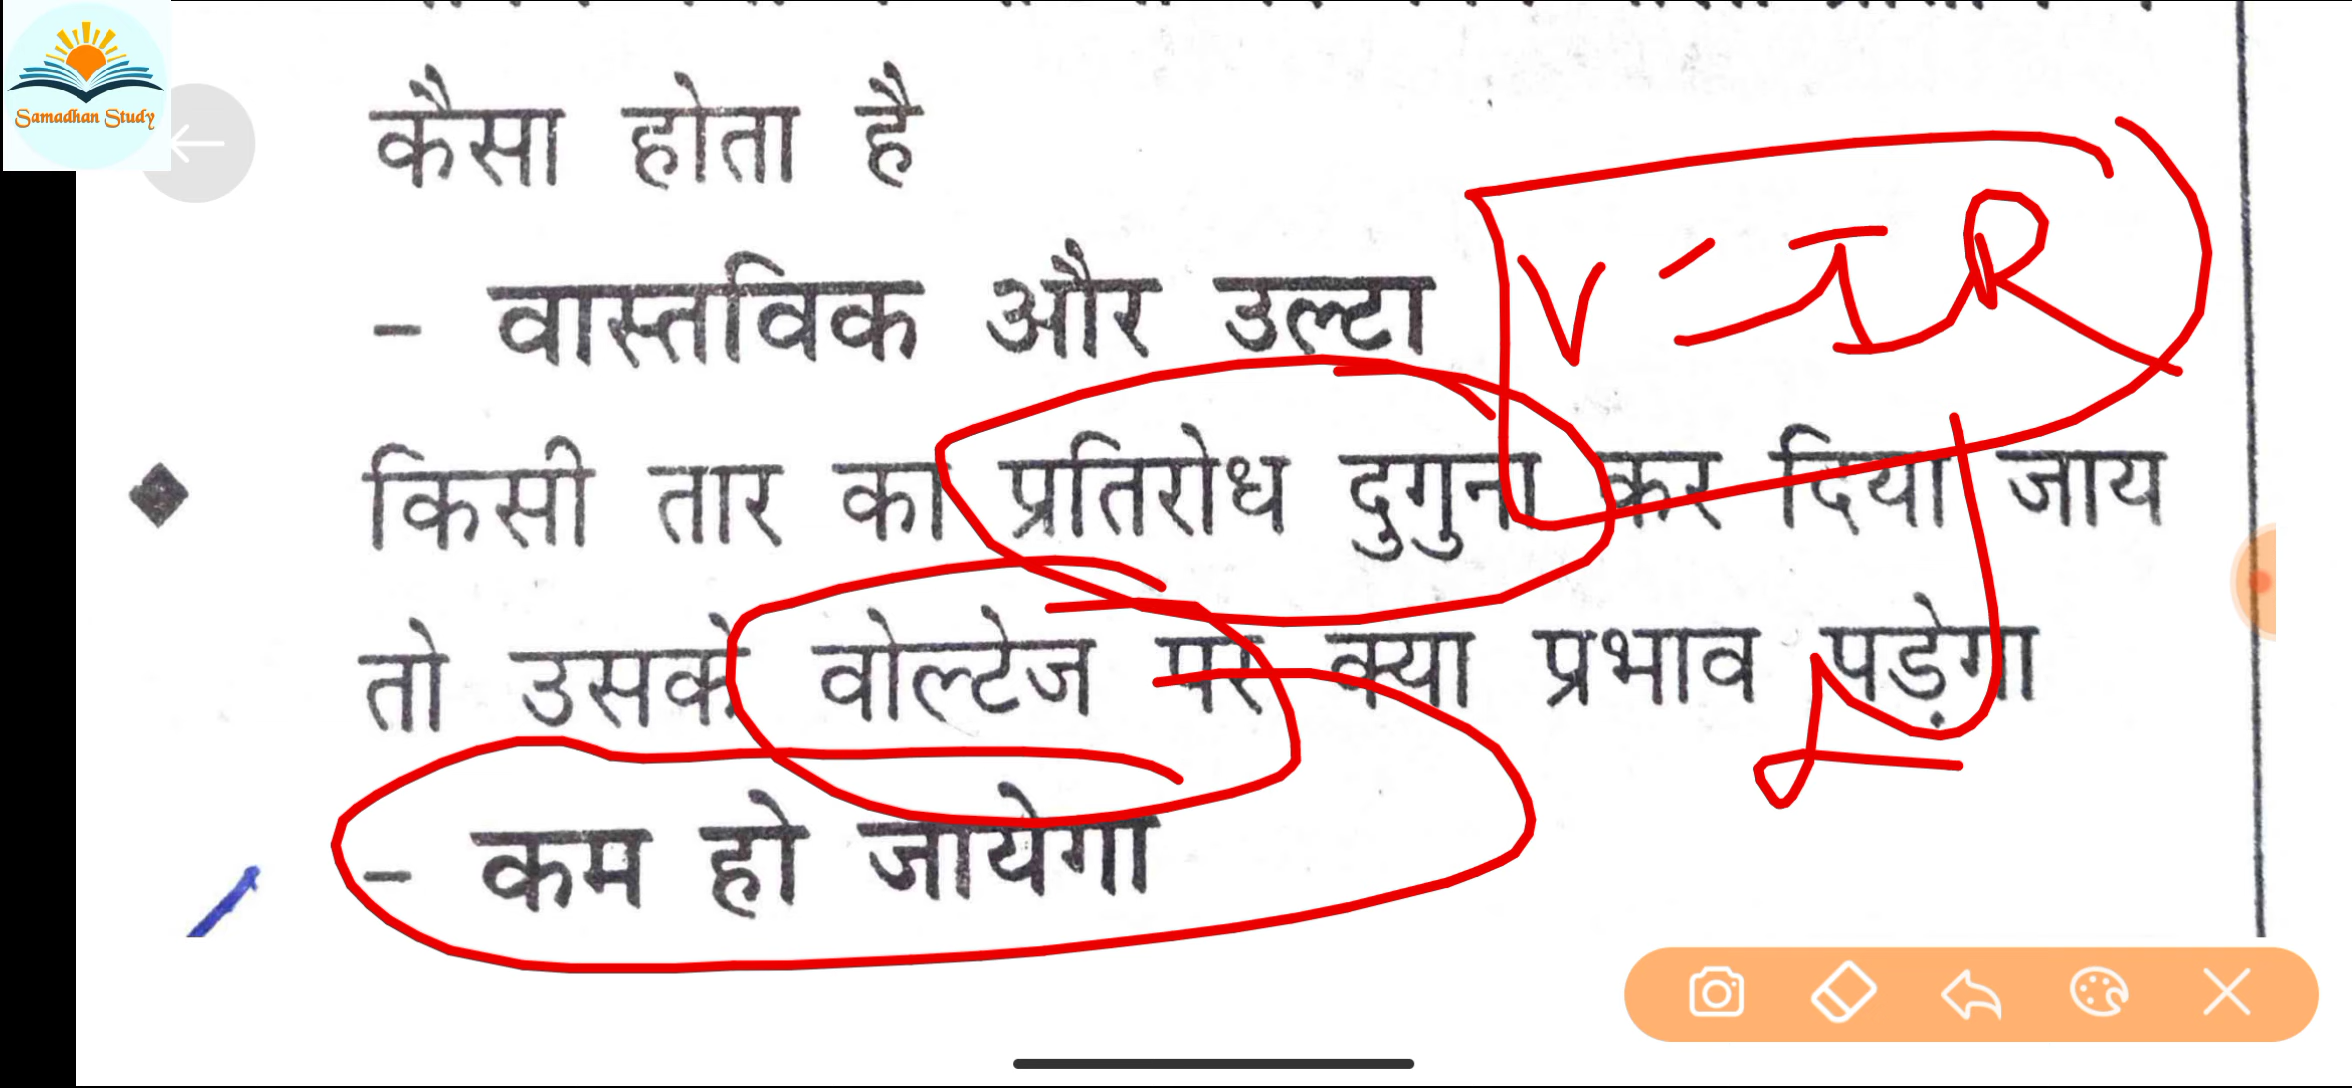 Samadhan Study
कैसा होता है
- वास्तविक और उल्टा
V = IR
किसी तार का प्रतिरोध दुगुना कर दिया जाय
तो उसके वोल्टेज पर क्या प्रभाव पड़ेगा
- कम हो जायेगा